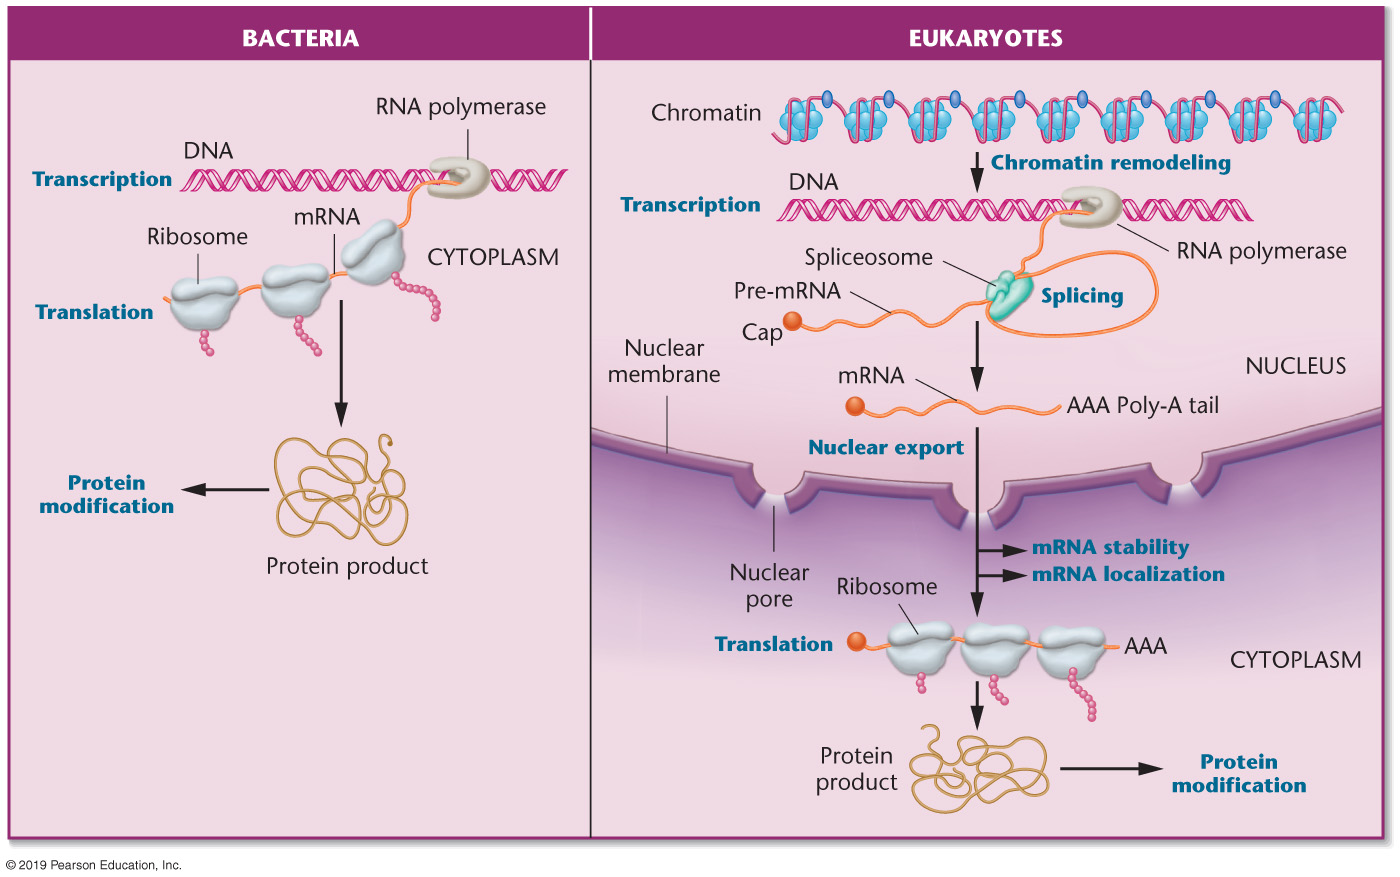 BACTERIA
RNA polymerase
DNA
Transcription
mRNA
Ribosome
CYTOPLASM
Translation
Protein
modification
Protein product
EUKARYOTES
Chromatin
Chromatin remodeling
DNA
Transcription
RNA polymerase
Spliceosome
Pre-mRNA
Splicing
Cap
Nuclear
membrane
NUCLEUS
mRNA
AAA Poly-A tail
Nuclear export
mRNA stability
Nuclear
pore
mRNA localization
Ribosome
Translation
AAA
CYTOPLASM
Protein
product
Protein
modification
© 2019 Pearson Education, Inc.